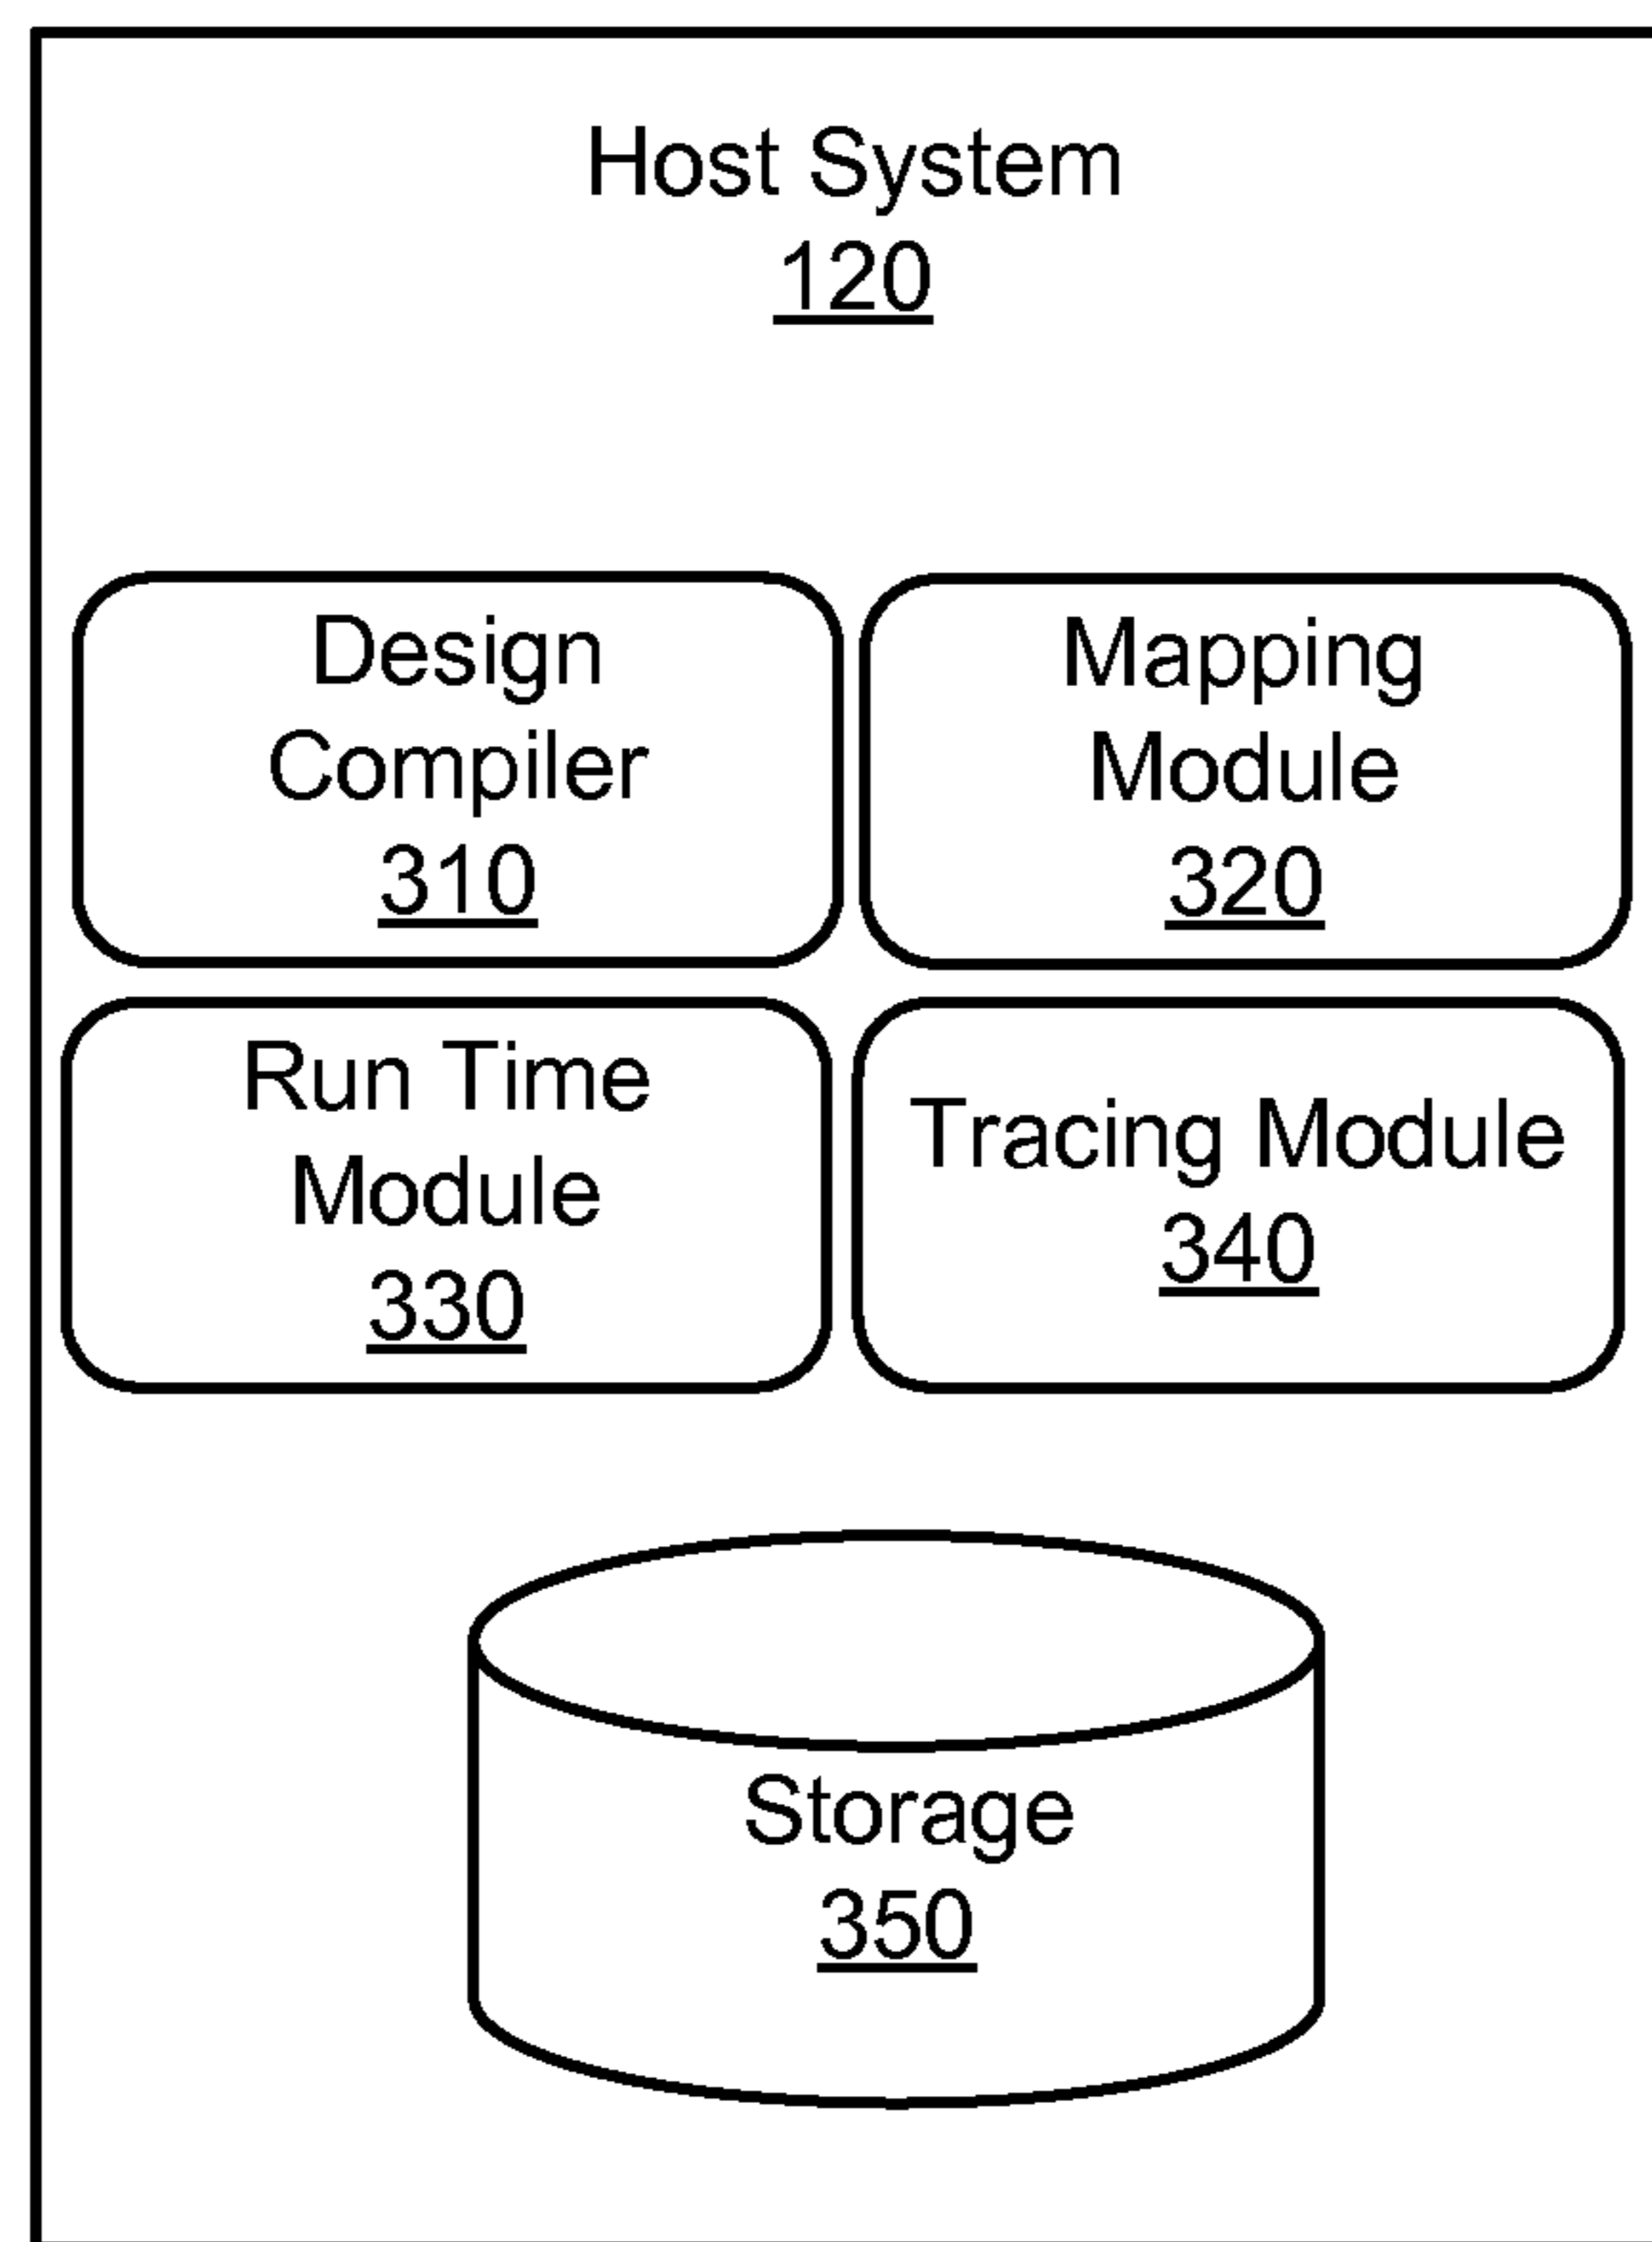 Host System
120
Design
Compiler
310
Mapping
Module
320
Run Time
Module
330
Tracing Module
340
Storage
350